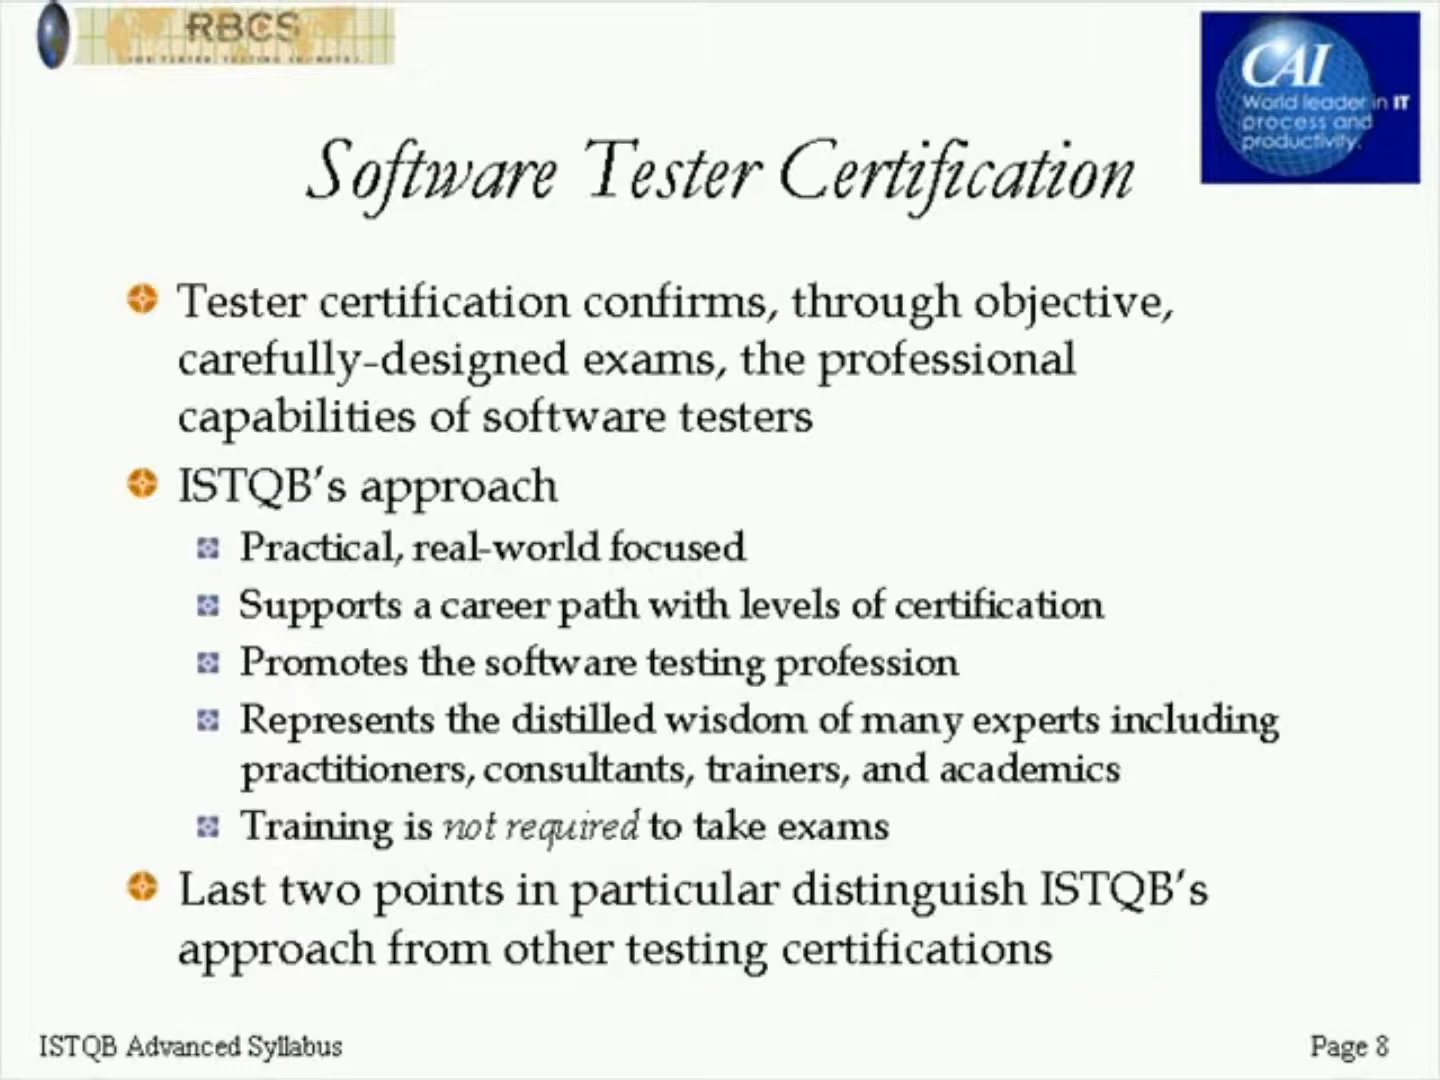 RBCS
CAI
World leader in IT
process and
productivity.
Software Tester Certification
Tester certification confirms, through objective,
carefully-designed exams, the professional
capabilities of software testers
ISTQB's approach
Practical, real-world focused
Supports a career path with levels of certification
Promotes the software testing profession
Represents the distilled wisdom of many experts including
practitioners, consultants, trainers, and academics
Training is not required to take exams
Last two points in particular distinguish ISTQB's
approach from other testing certifications
ISTQB Advanced Syllabus
Page 8